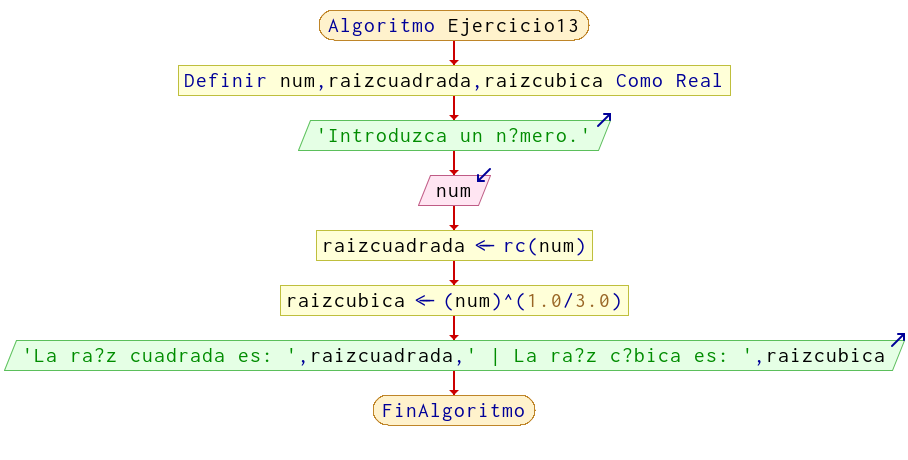 Algoritmo Ejercicio13
Definir num,raizcuadrada,raizcubica Como Real
'Introduzca un n?mero.'
num
raizcuadrada ← rc(num)
raizcubica ← (num)^(1.0/3.0)
'La ra?z cuadrada es: ',raizcuadrada,' | La ra?z c?bica es: ',raizcubica
FinAlgoritmo